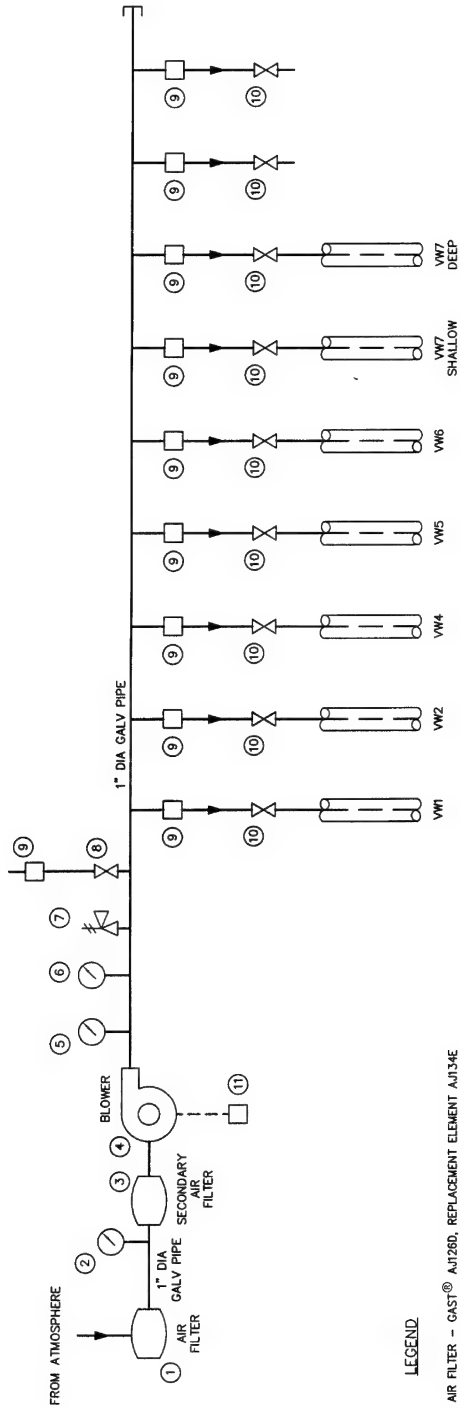 FROM ATMOSPHERE
1
AIR
FILTER
2
1" DIA
GALV PIPE
3
SECONDARY
AIR
FILTER
4
BLOWER
11
5
6
7
8
9
1" DIA GALV PIPE
9
10
VW1
9
10
VW2
9
10
VW4
9
10
VW5
9
10
VW6
9
10
VW7
SHALLOW
9
10
VW7
DEEP
9
10
9
10
LEGEND
AIR FILTER - GAST® AJ126D, REPLACEMENT ELEMENT AJ134E